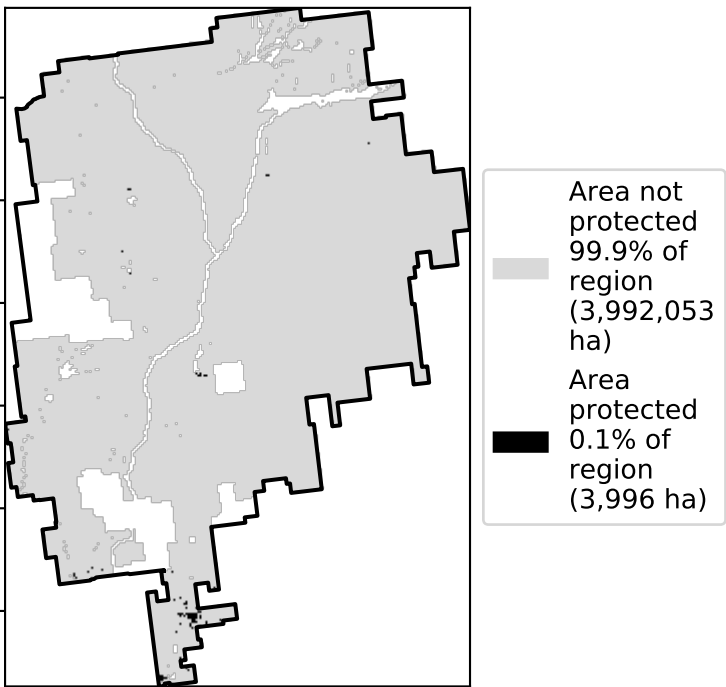 Area not
protected
99.9% of
region
(3,992,053
ha)
Area
protected
0.1% of
region
(3,996 ha)